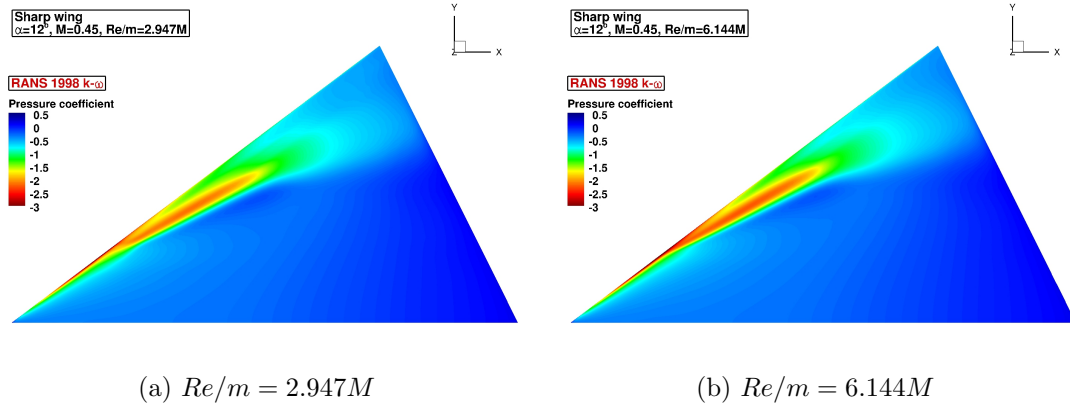 Sharp wing
α=12⁰, M=0.45, Re/m=2.947M
Y
Z
X
RANS 1998 k-ω
Pressure coefficient
0.5
0
-0.5
-1
-1.5
-2
-2.5
-3
(a) Re/m = 2.947M
Sharp wing
α=12⁰, M=0.45, Re/m=6.144M
Y
Z
X
RANS 1998 k-ω
Pressure coefficient
0.5
0
-0.5
-1
-1.5
-2
-2.5
-3
(b) Re/m = 6.144M